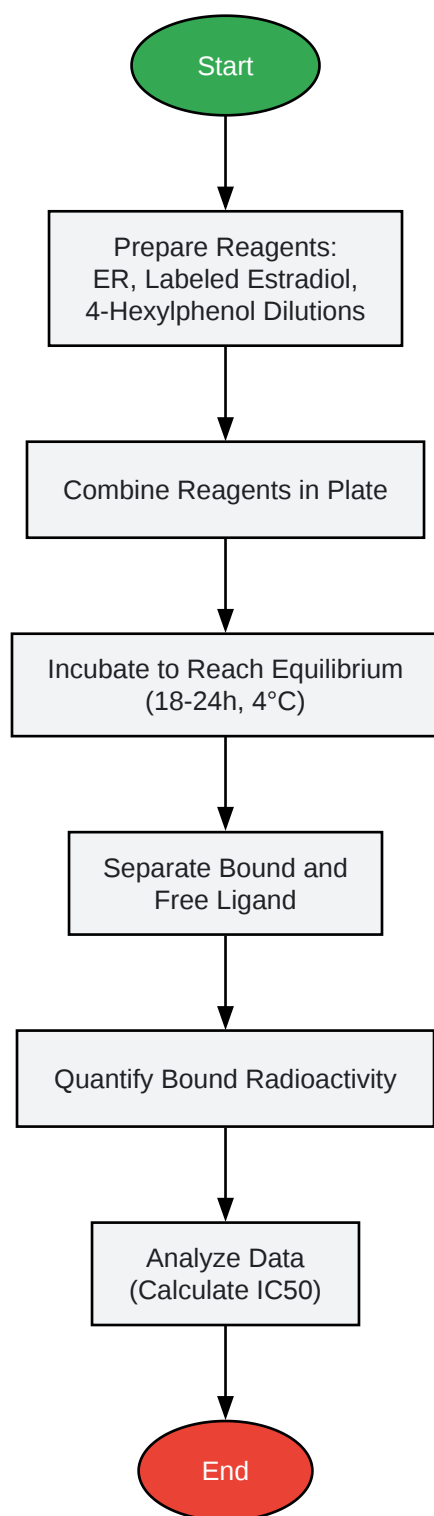 Start
Prepare Reagents:
ER, Labeled Estradiol,
4-Hexylphenol Dilutions
Combine Reagents in Plate
Incubate to Reach Equilibrium
(18-24h, 4°C)
Separate Bound and
Free Ligand
Quantify Bound Radioactivity
Analyze Data
(Calculate IC50)
End